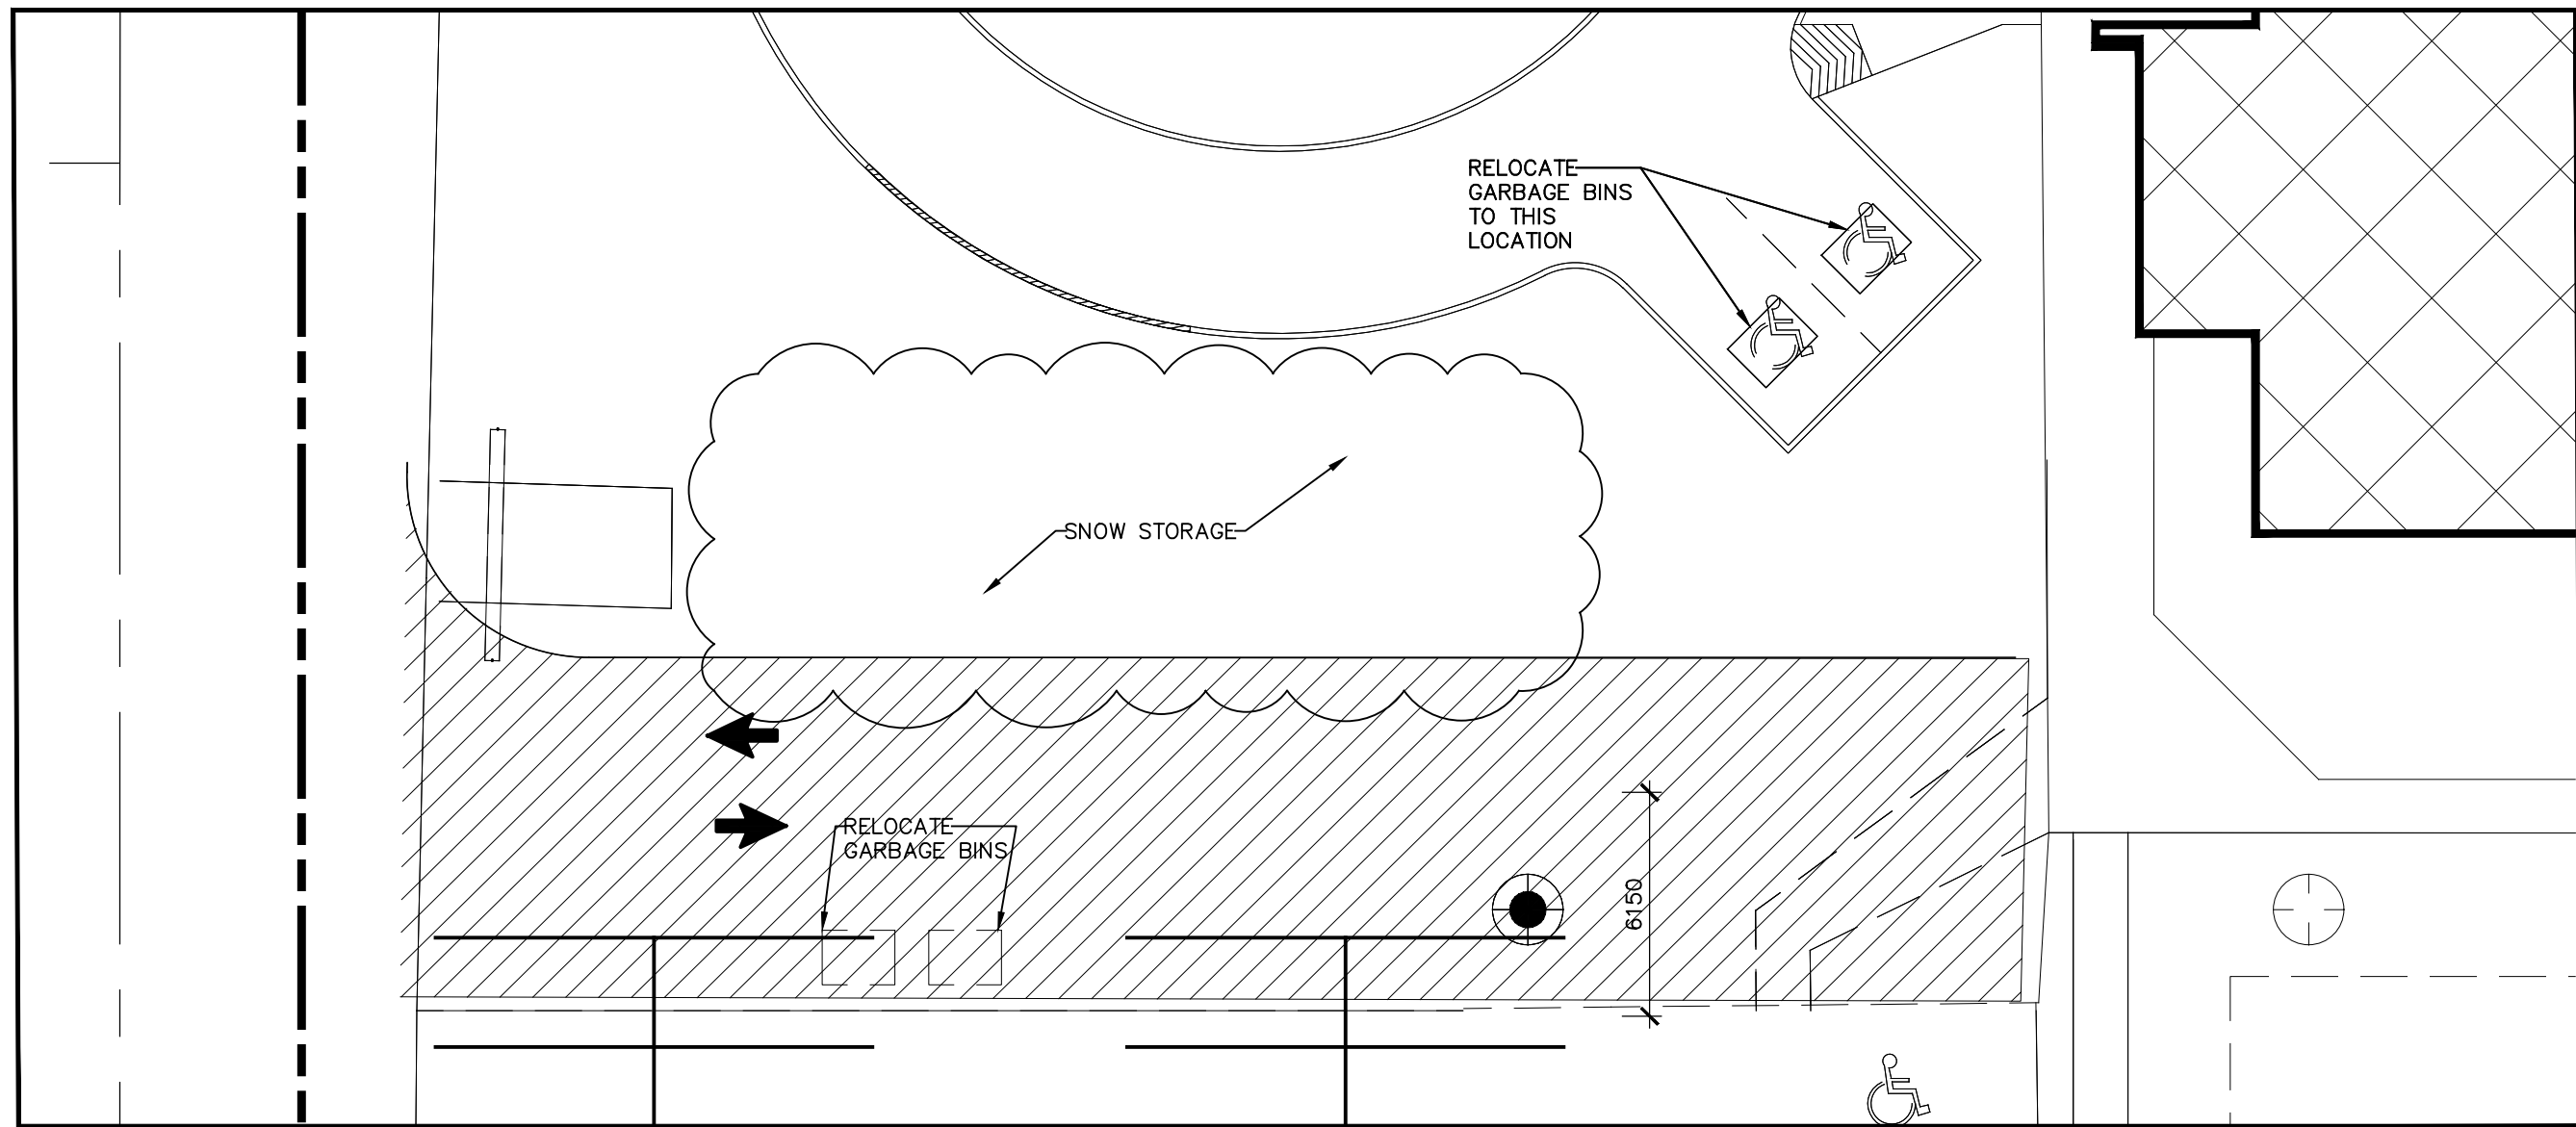 RELOCATE
GARBAGE BINS
TO THIS
LOCATION
SNOW STORAGE
RELOCATE
GARBAGE BINS
6150